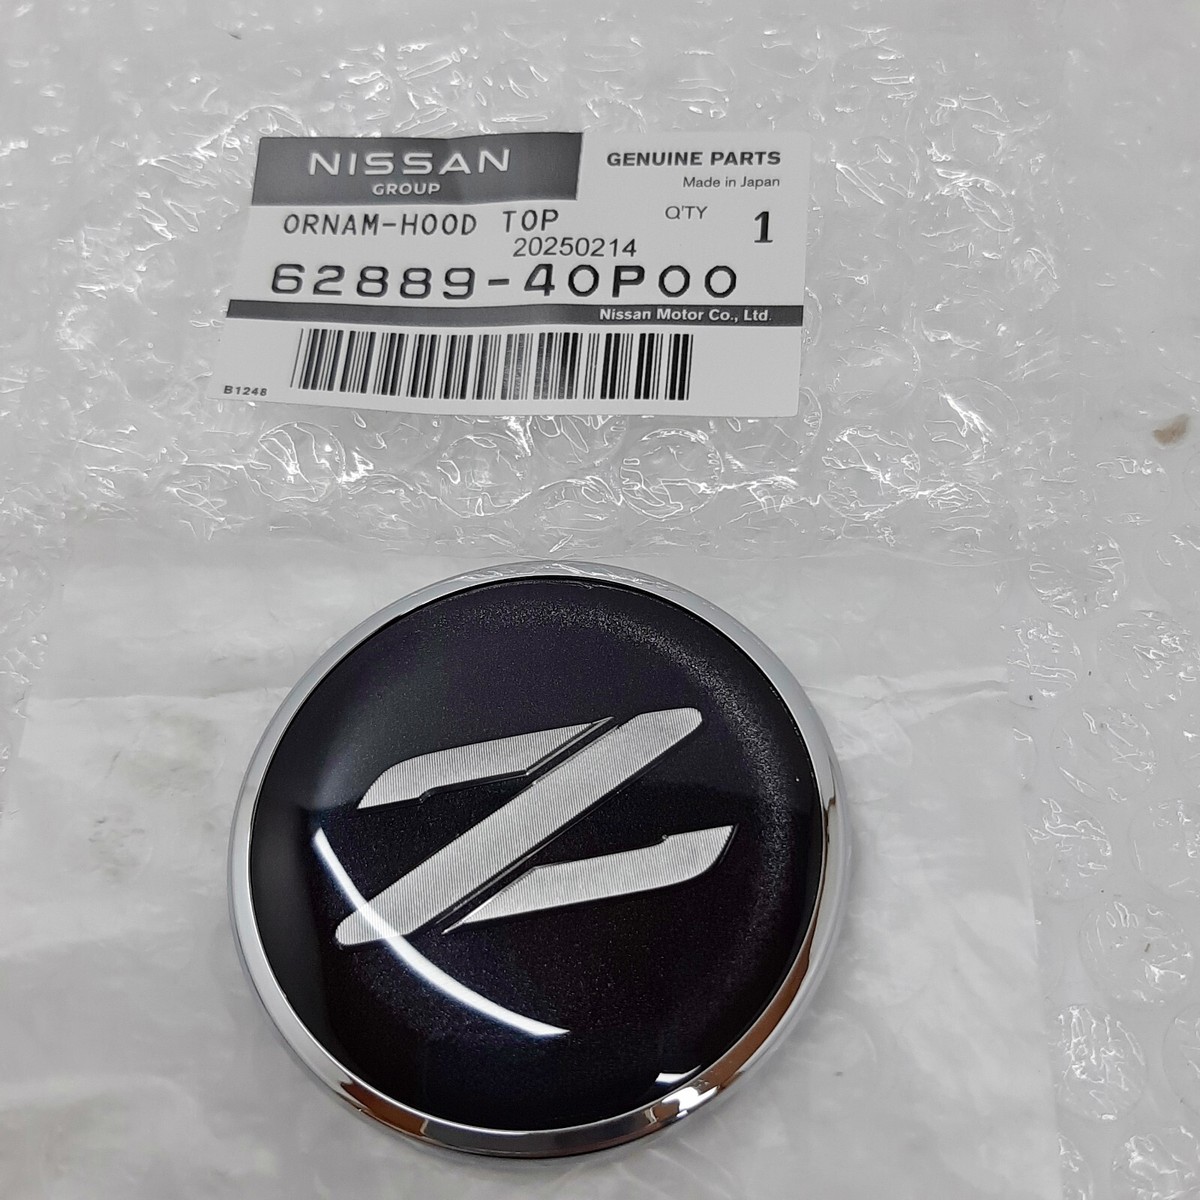 NISSAN
GROUP
GENUINE PARTS
Made in Japan
ORNAM-HOOD TOP
Q'TY 1
20250214
62889-40P00
Nissan Motor Co., Ltd.
B1248
Z